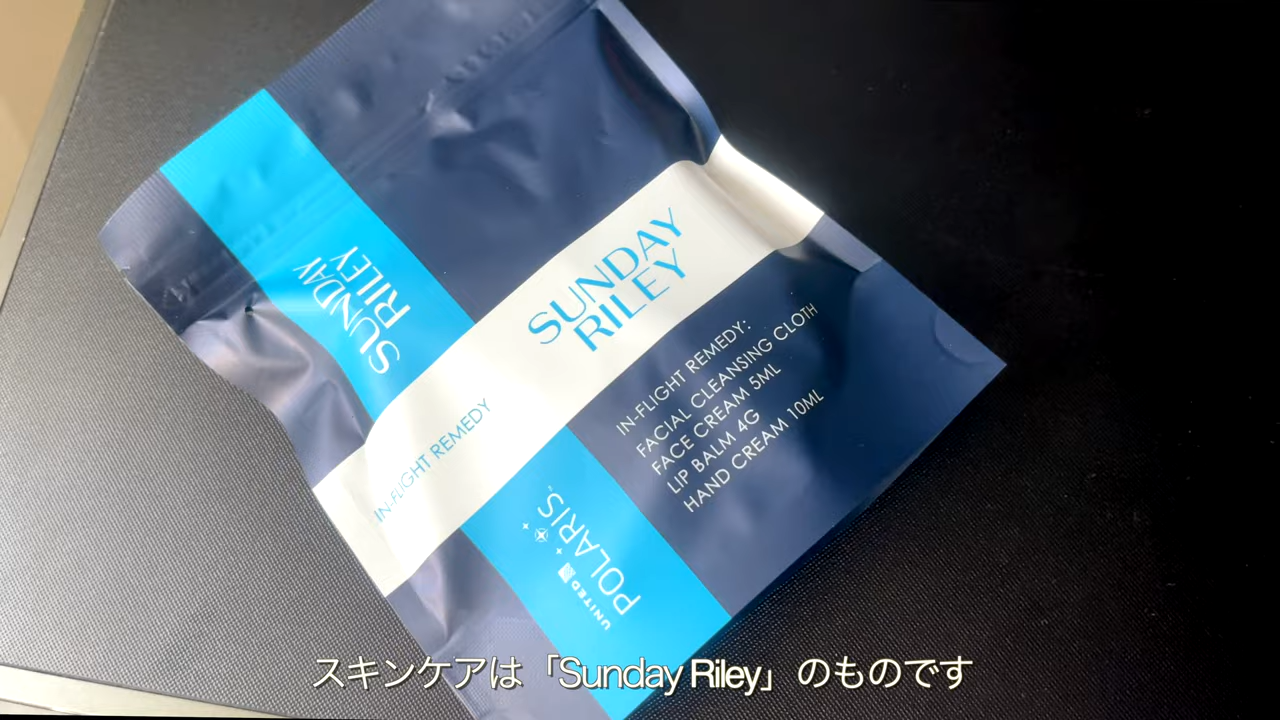 SUNDAY
RILEY
SUNDAY
RILEY
IN-FLIGHT REMEDY
IN-FLIGHT REMEDY:
FACIAL CLEANSING CLOTH
FACE CREAM 5ML
LIP BALM 4G
HAND CREAM 10ML
UNITED
POLARIS
スキンケアは「Sunday Riley」のものです